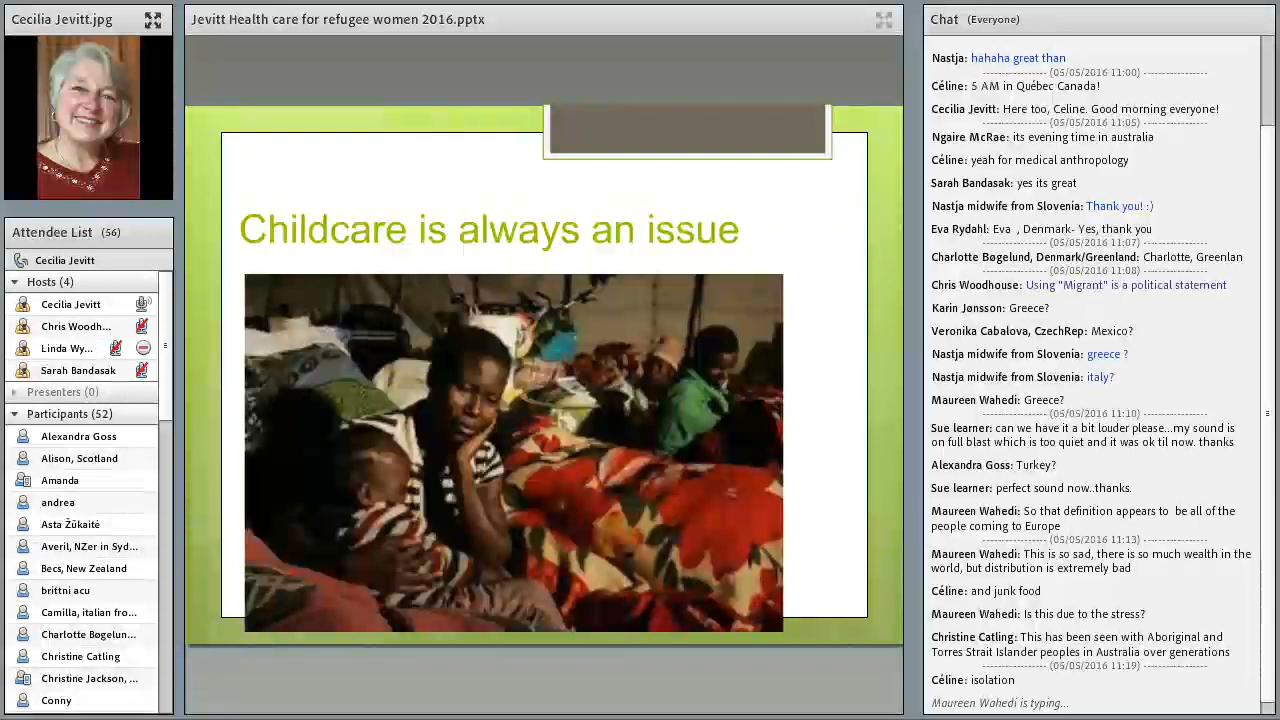 Cecilia Jevitt.jpg
Attendee List (56)
Cecilia Jevitt
Hosts (4)
Cecilia Jevitt
Chris Woodh...
Linda Wy...
Sarah Bandasak
Presenters (0)
Participants (52)
Alexandra Goss
Alison, Scotland
Amanda
andrea
Asta Žūkaitė
Averil, NZer in Syd...
Becs, New Zealand
brittni acu
Camilla, italian fro...
Charlotte Bøgelun...
Christine Catling
Christine Jackson, ...
Conny
Jevitt Health care for refugee women 2016.pptx
Childcare is always an issue
Chat (Everyone)
Nastja: hahaha great than
(05/05/2016 11:00)
Céline: 5 AM in Québec Canada!
Cecilia Jevitt: Here too, Celine. Good morning everyone!
(05/05/2016 11:05)
Ngaire McRae: its evening time in australia
Céline: yeah for medical anthropology
Sarah Bandasak: yes its great
Nastja midwife from Slovenia: Thank you! :)
Eva Rydahl: Eva , Denmark- Yes, thank you
(05/05/2016 11:07)
Charlotte Bøgelund, Denmark/Greenland: Charlotte, Greenlan
(05/05/2016 11:08)
Chris Woodhouse: Using "Migrant" is a political statement
Karin Jønsson: Greece?
Veronika Cabalova, CzechRep: Mexico?
Nastja midwife from Slovenia: greece ?
Nastja midwife from Slovenia: italy?
Maureen Wahedi: Greece?
(05/05/2016 11:10)
Sue learner: can we have it a bit louder please...my sound is
on full blast which is too quiet and it was ok til now. thanks
Alexandra Goss: Turkey?
Sue learner: perfect sound now..thanks.
Maureen Wahedi: So that definition appears to be all of the
people coming to Europe
(05/05/2016 11:13)
Maureen Wahedi: This is so sad, there is so much wealth in the
world, but distribution is extremely bad
Céline: and junk food
Maureen Wahedi: Is this due to the stress?
Christine Catling: This has been seen with Aboriginal and
Torres Strait Islander peoples in Australia over generations
(05/05/2016 11:19)
Céline: isolation
Maureen Wahedi is typing...